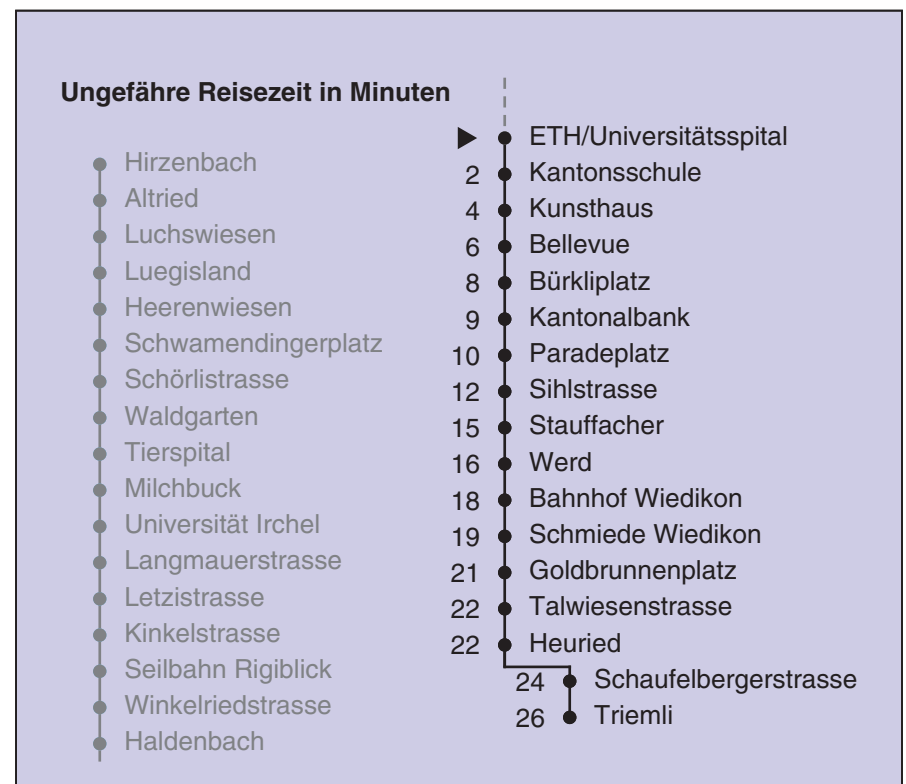 Ungefähre Reisezeit in Minuten
Hirzenbach
Altried
Luchswiesen
Luegisland
Heerenwiesen
Schwamendingerplatz
Schörlistrasse
Waldgarten
Tierspital
Milchbuck
Universität Irchel
Langmauerstrasse
Letzistrasse
Kinkelstrasse
Seilbahn Rigiblick
Winkelriedstrasse
Haldenbach
ETH/Universitätsspital
2 Kantonsschule
4 Kunsthaus
6 Bellevue
8 Bürkliplatz
9 Kantonalbank
10 Paradeplatz
12 Sihlstrasse
15 Stauffacher
16 Werd
18 Bahnhof Wiedikon
19 Schmiede Wiedikon
21 Goldbrunnenplatz
22 Talwiesenstrasse
22 Heuried
24 Schaufelbergerstrasse
26 Triemli